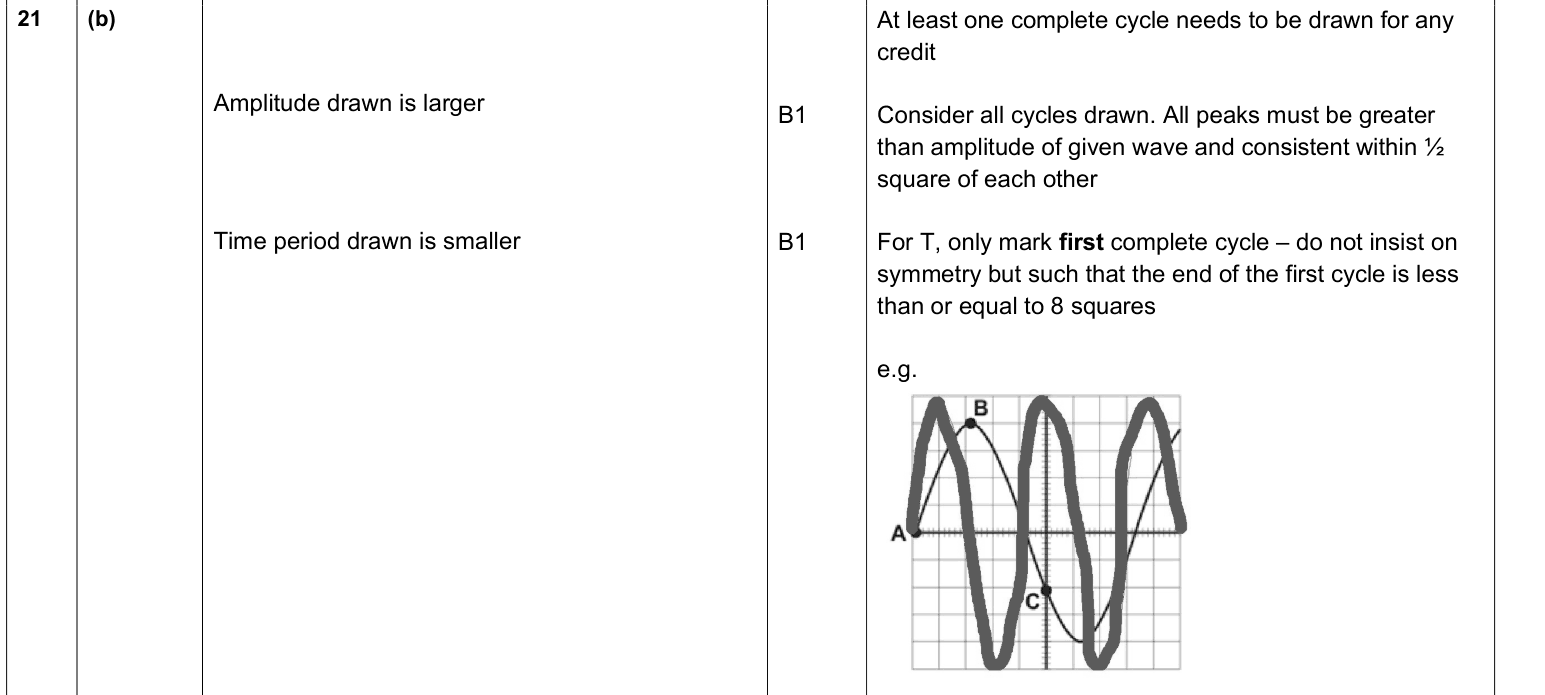 21 (b) At least one complete cycle needs to be drawn for any
credit
Amplitude drawn is larger B1 Consider all cycles drawn. All peaks must be greater
than amplitude of given wave and consistent within ½
square of each other
Time period drawn is smaller B1 For T, only mark first complete cycle – do not insist on
symmetry but such that the end of the first cycle is less
than or equal to 8 squares
e.g.
B
A
C